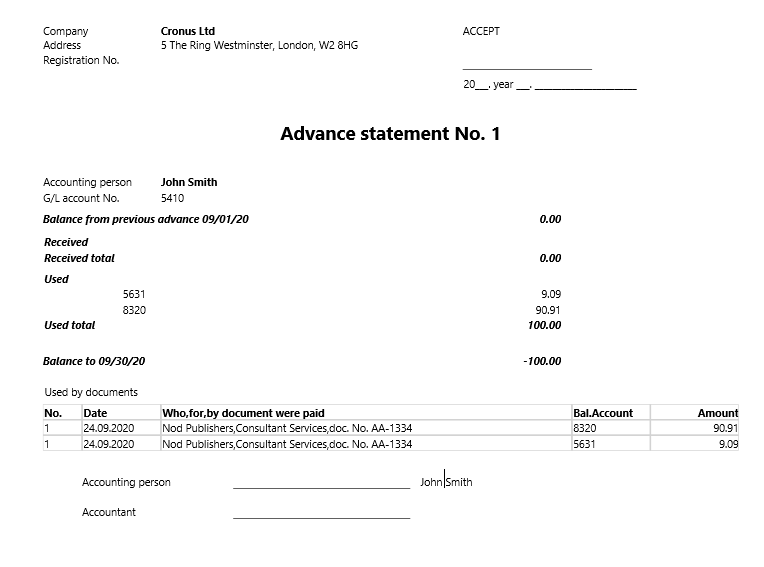 Company Cronus Ltd ACCEPT
Address 5 The Ring Westminster, London, W2 8HG
Registration No.
20__. year __. ___________________
Advance statement No. 1
Accounting person John Smith
G/L account No. 5410
Balance from previous advance 09/01/20 0.00
Received
Received total 0.00
Used
5631 9.09
8320 90.91
Used total 100.00
Balance to 09/30/20 -100.00
Used by documents
No. Date Who,for,by document were paid Bal.Account Amount
1 24.09.2020 Nod Publishers,Consultant Services,doc. No. AA-1334 8320 90.91
1 24.09.2020 Nod Publishers,Consultant Services,doc. No. AA-1334 5631 9.09
Accounting person John Smith
Accountant